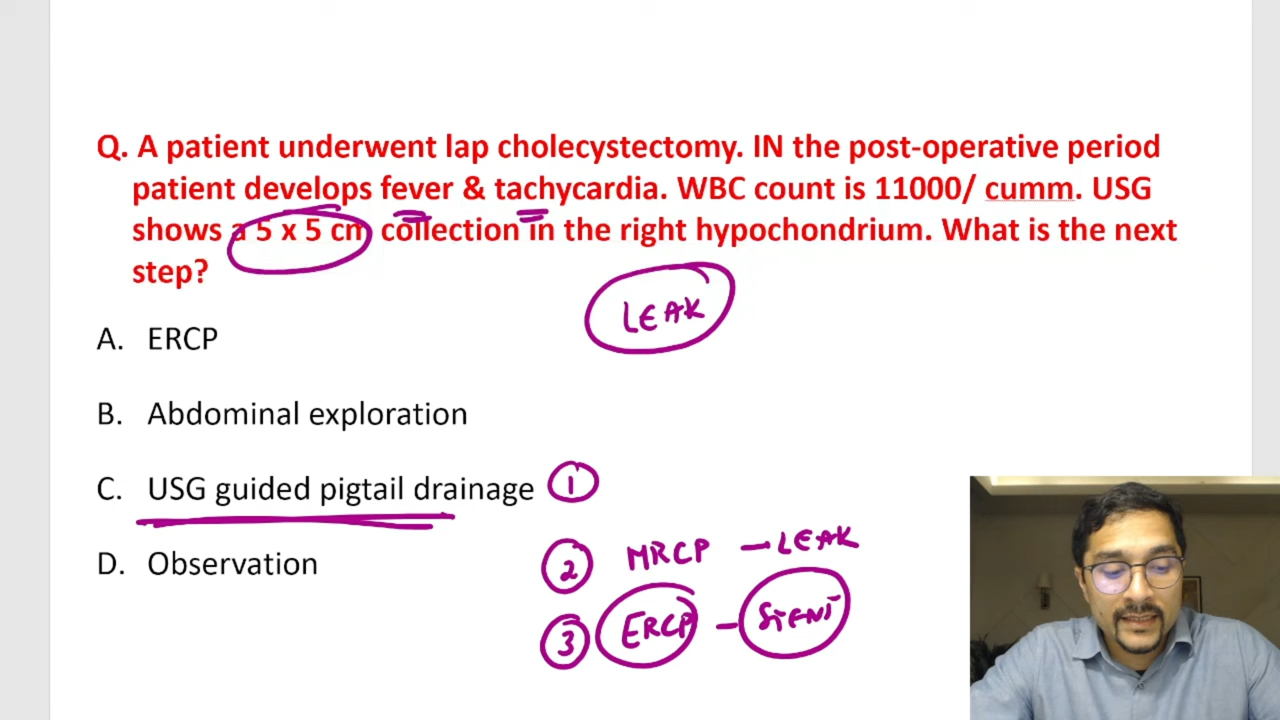 Q. A patient underwent lap cholecystectomy. IN the post-operative period
patient develops fever & tachycardia. WBC count is 11000/ cumm. USG
shows a 5 x 5 cm collection in the right hypochondrium. What is the next
step?
LEAK
A. ERCP
B. Abdominal exploration
C. USG guided pigtail drainage 1
D. Observation
2 MRCP - LEAK
3 ERCP - STENT